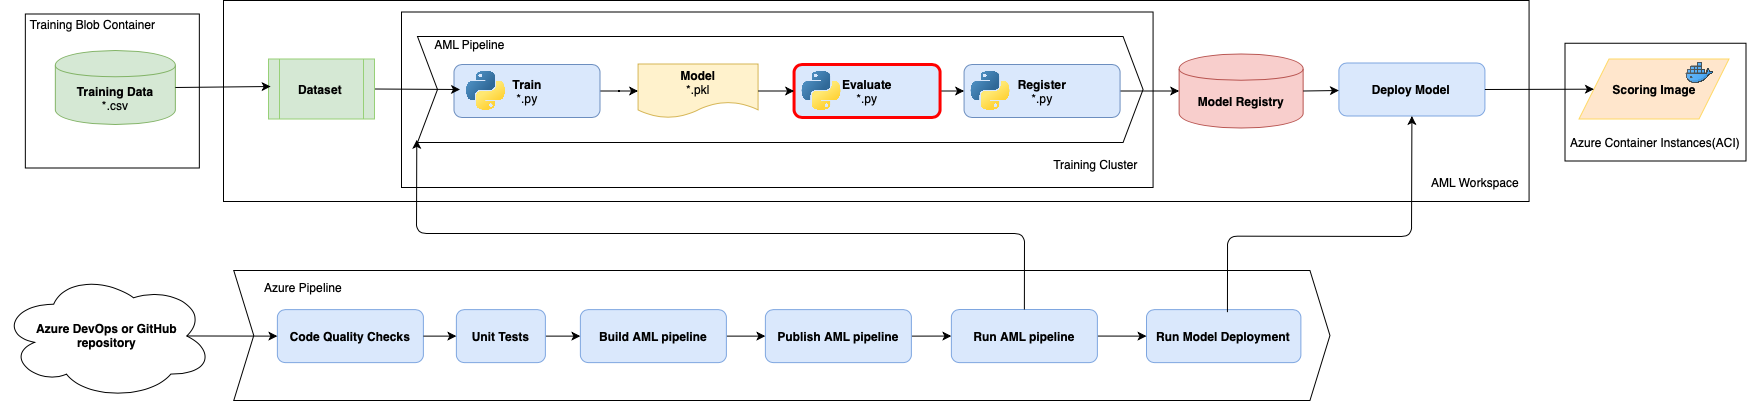 Training Blob Container
Training Data
*.csv
Dataset
AML Pipeline
Train
*.py
Model
*.pkl
Evaluate
*.py
Register
*.py
Training Cluster
Model Registry
Deploy Model
AML Workspace
Scoring Image
Azure Container Instances(ACI)
Azure DevOps or GitHub
repository
Azure Pipeline
Code Quality Checks
Unit Tests
Build AML pipeline
Publish AML pipeline
Run AML pipeline
Run Model Deployment